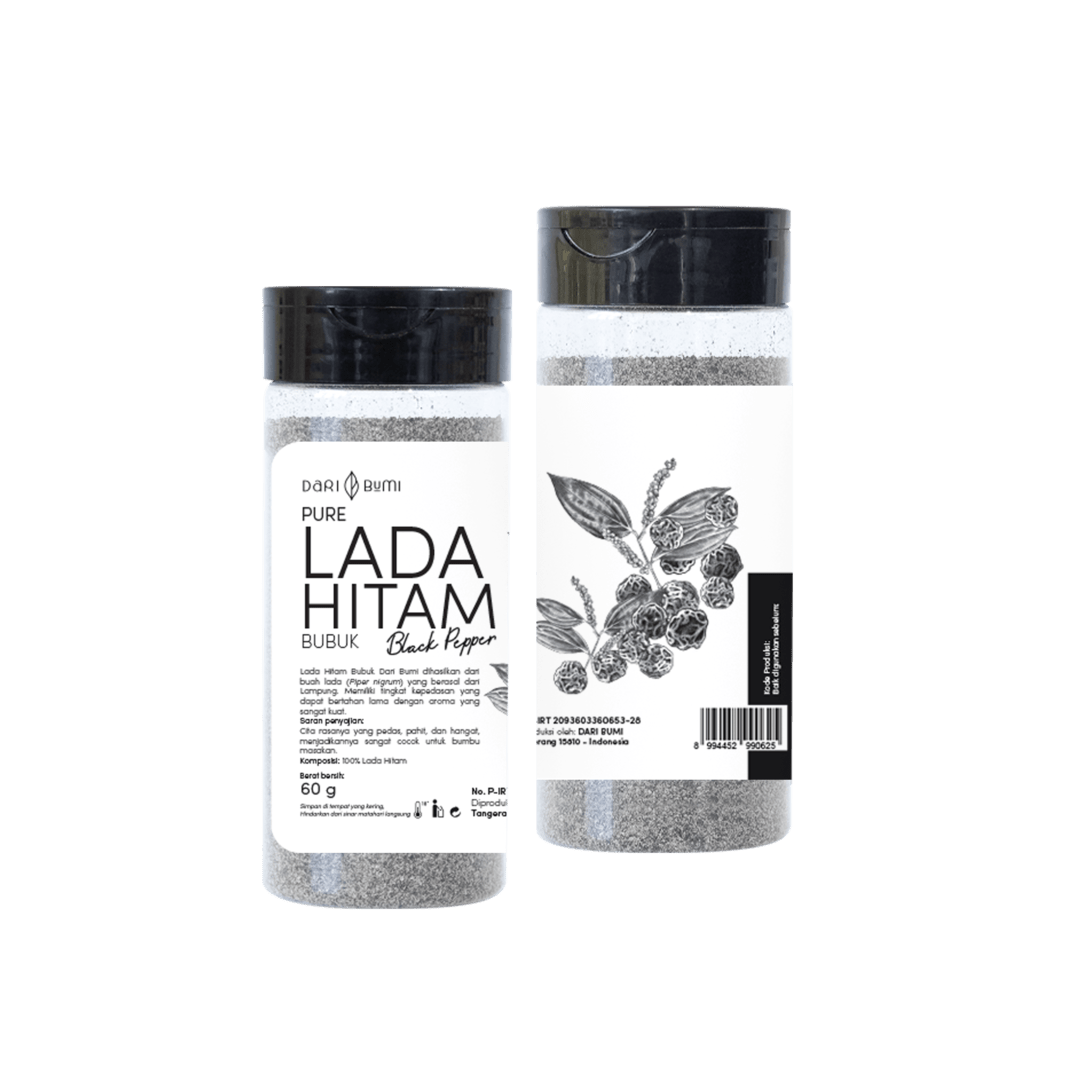 DARI BUMI
PURE
LADA
HITAM
BUBUK Black Pepper
Lada Hitam Bubuk Dari Bumi dihasilkan dari
buah lada (Piper nigrum) yang berasal dari
Lampung. Memiliki tingkat kepedasan yang
dapat bertahan lama dengan aroma yang
sangat kuat.
Saran penyajian:
Cita rasanya yang pedas, pahit, dan hangat,
menjadikannya sangat cocok untuk bumbu
masakan.
Komposisi: 100% Lada Hitam
Berat bersih:
60 g
Simpan di tempat yang kering,
Hindarkan dari sinar matahari langsung
No. P-IR
Diprodu
Tangera
IRT 2093603360653-28
duksi oleh: DARI BUMI
rang 15610 - Indonesia
Kode Produksi:
Baik digunakan sebelum:
8 994452 990625